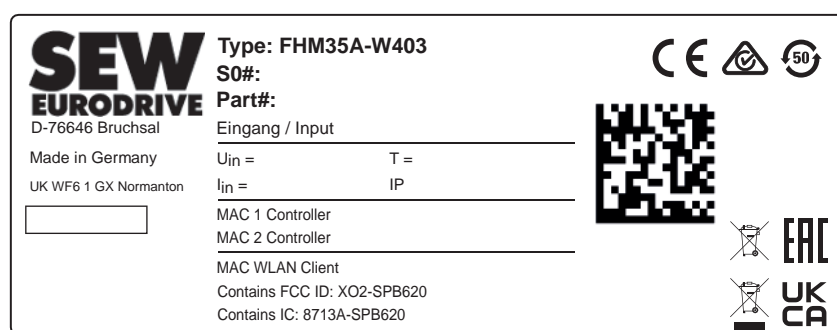 SEW
EURODRIVE
D-76646 Bruchsal
Made in Germany
UK WF6 1 GX Normanton
Type: FHM35A-W403
S0#:
Part#:
Eingang / Input
Uin = T =
Iin = IP
MAC 1 Controller
MAC 2 Controller
MAC WLAN Client
Contains FCC ID: XO2-SPB620
Contains IC: 8713A-SPB620
CE
50
EAC
UK
CA